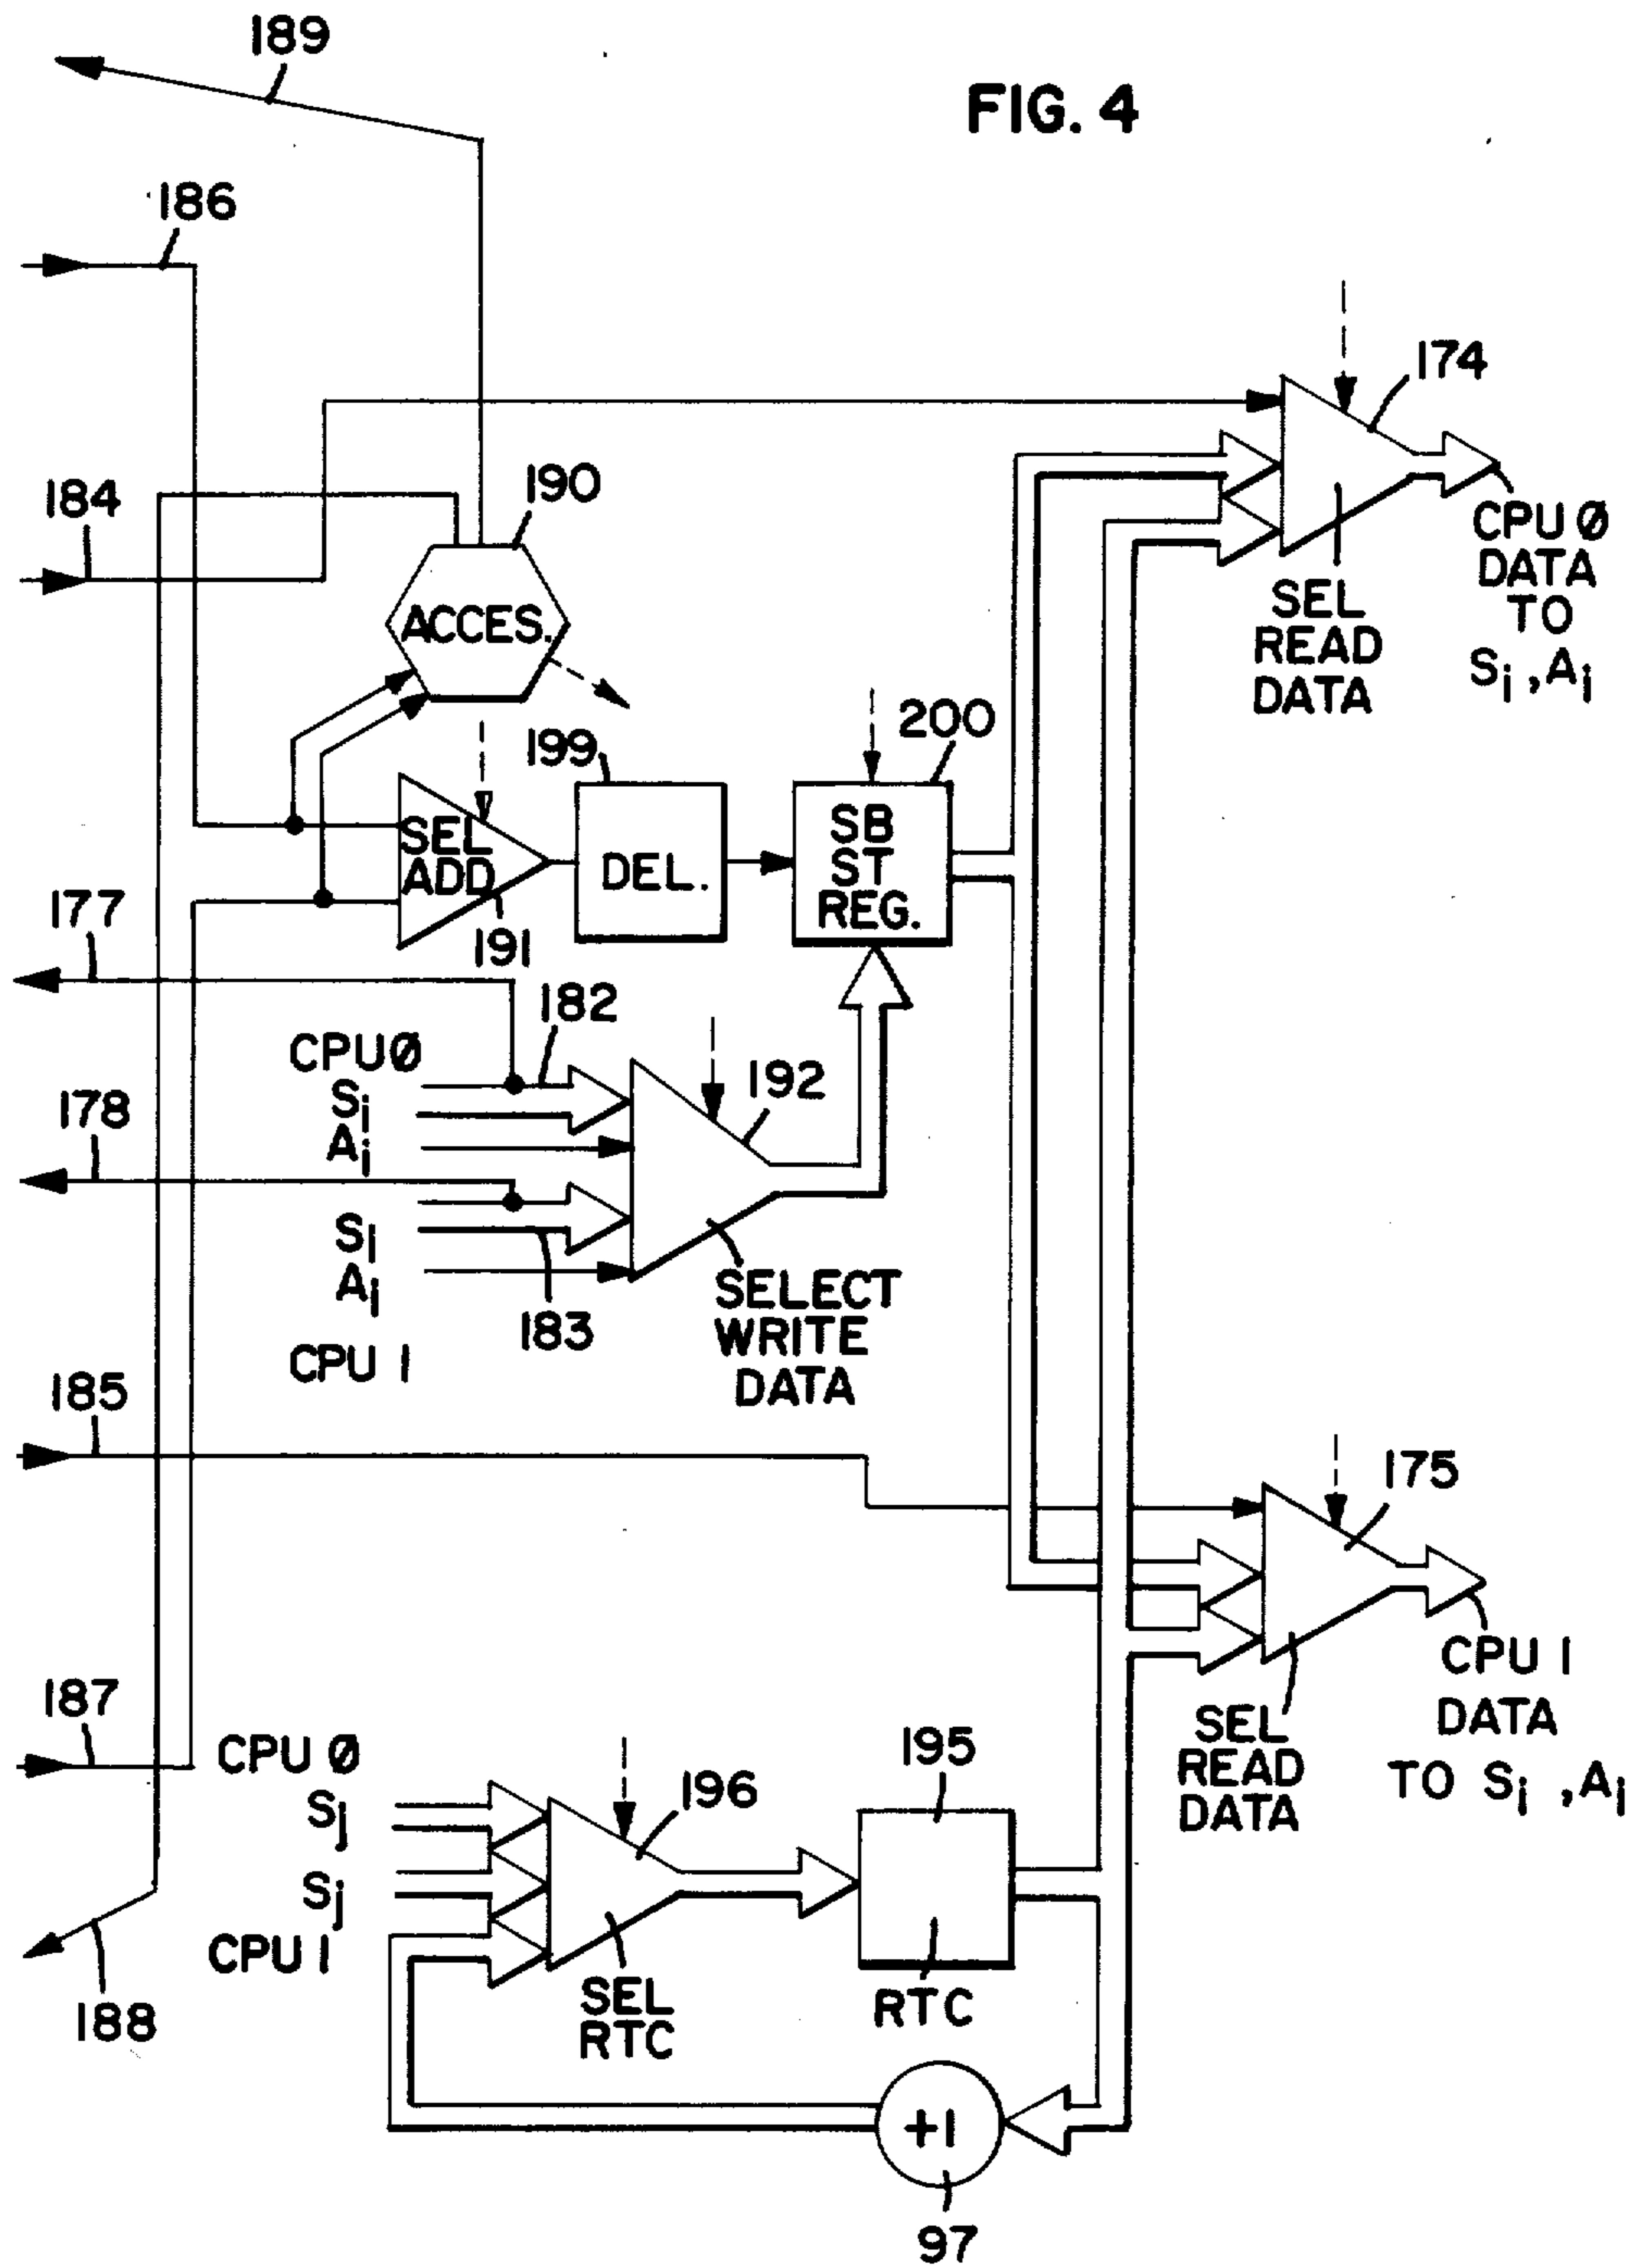 189
FIG. 4
186
174
184
190
CPU Ø
DATA
TO
Si, Ai
ACCES.
SEL
READ
DATA
199
200
SEL
ADD
DEL.
SB
ST
REG.
177
191
182
CPUØ
Si
Ai
192
178
Si
Ai
183
CPU 1
SELECT
WRITE
DATA
185
175
CPU 1
DATA
TO Si, Ai
187
SEL
READ
DATA
CPU Ø
Sj
196
195
Sj
CPU 1
188
SEL
RTC
RTC
+1
97